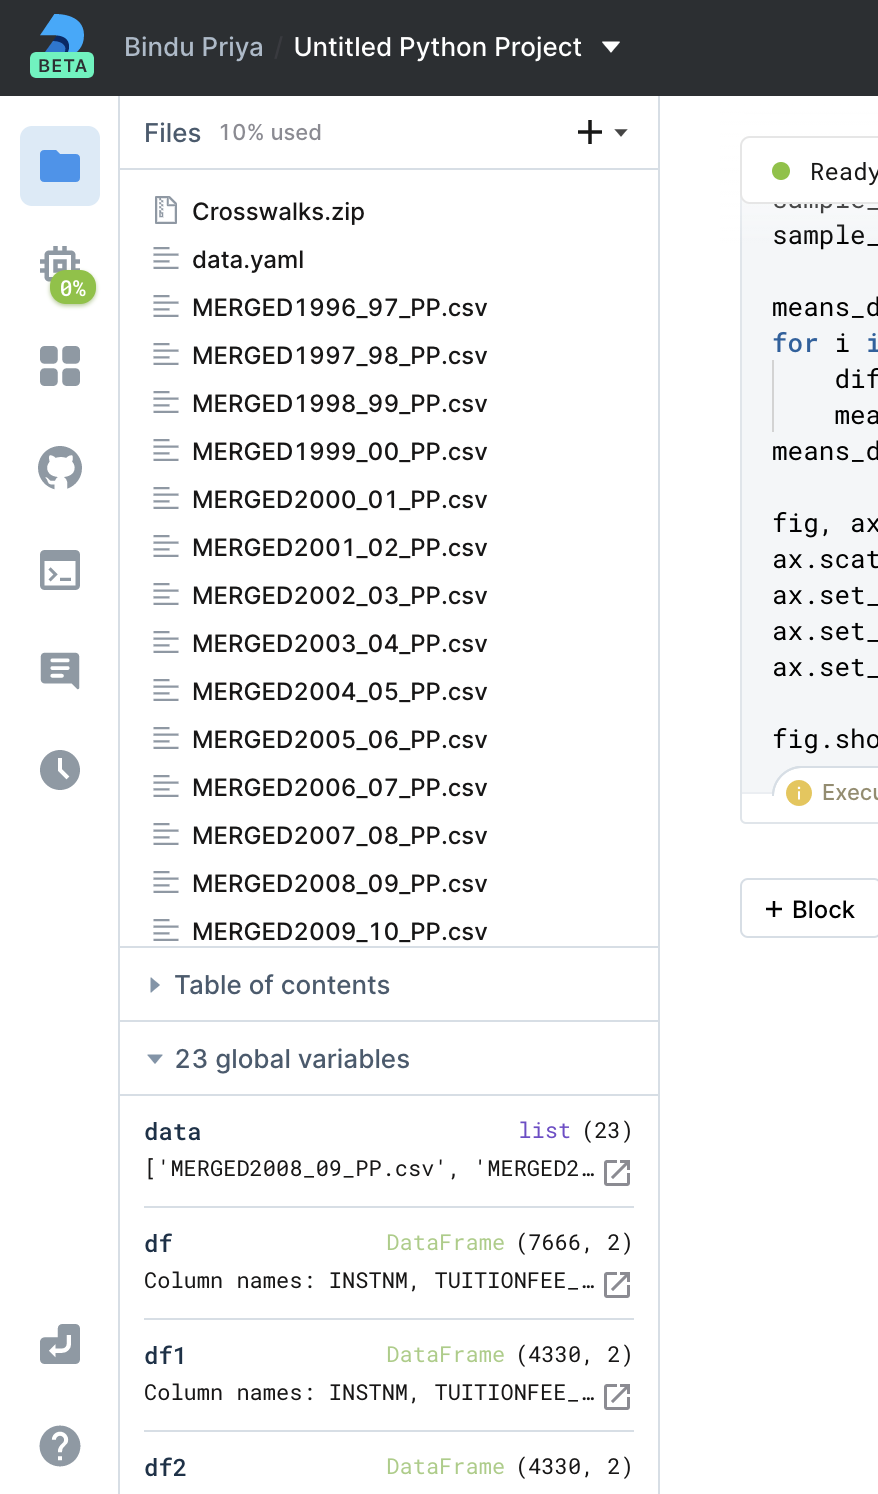 BETA
Bindu Priya / Untitled Python Project
Files 10% used
0%
Crosswalks.zip
data.yaml
MERGED1996_97_PP.csv
MERGED1997_98_PP.csv
MERGED1998_99_PP.csv
MERGED1999_00_PP.csv
MERGED2000_01_PP.csv
MERGED2001_02_PP.csv
MERGED2002_03_PP.csv
MERGED2003_04_PP.csv
MERGED2004_05_PP.csv
MERGED2005_06_PP.csv
MERGED2006_07_PP.csv
MERGED2007_08_PP.csv
MERGED2008_09_PP.csv
MERGED2009_10_PP.csv
Table of contents
23 global variables
data list (23)
['MERGED2008_09_PP.csv', 'MERGED2…
df DataFrame (7666, 2)
Column names: INSTNM, TUITIONFEE_…
df1 DataFrame (4330, 2)
Column names: INSTNM, TUITIONFEE_…
df2 DataFrame (4330, 2)
Ready
sample_
sample_
means_d
for i i
dif
mea
means_d
fig, ax
ax.scat
ax.set_
ax.set_
ax.set_
fig.sho
Execu
+ Block